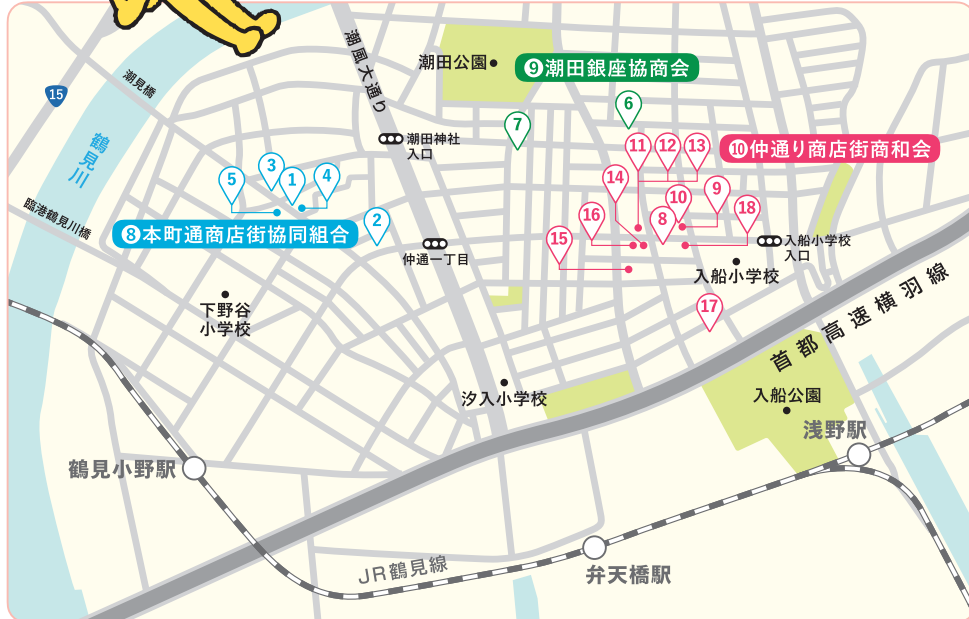 潮風大通り
潮田公園
❾潮田銀座協商会
15
潮見橋
鶴見川
臨港鶴見川橋
潮田神社
入口
7
6
11
12
13
❿仲通り商店街商和会
5
3
1
4
2
❽本町通商店街協同組合
仲通一丁目
14
10
9
16
8
18
15
入船小学校
入口
入船小学校
17
下野谷
小学校
首都高速横羽線
汐入小学校
入船公園
浅野駅
鶴見小野駅
JR鶴見線
弁天橋駅